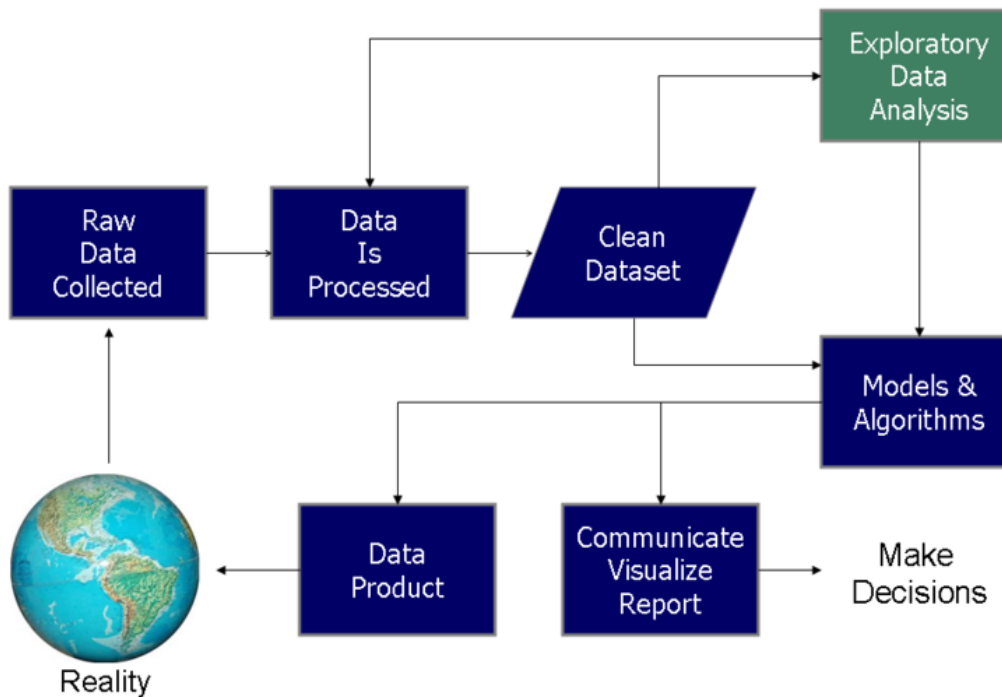 Exploratory
Data
Analysis
Raw
Data
Collected
Data
Is
Processed
Clean
Dataset
Models &
Algorithms
Data
Product
Communicate
Visualize
Report
Make
Decisions
Reality